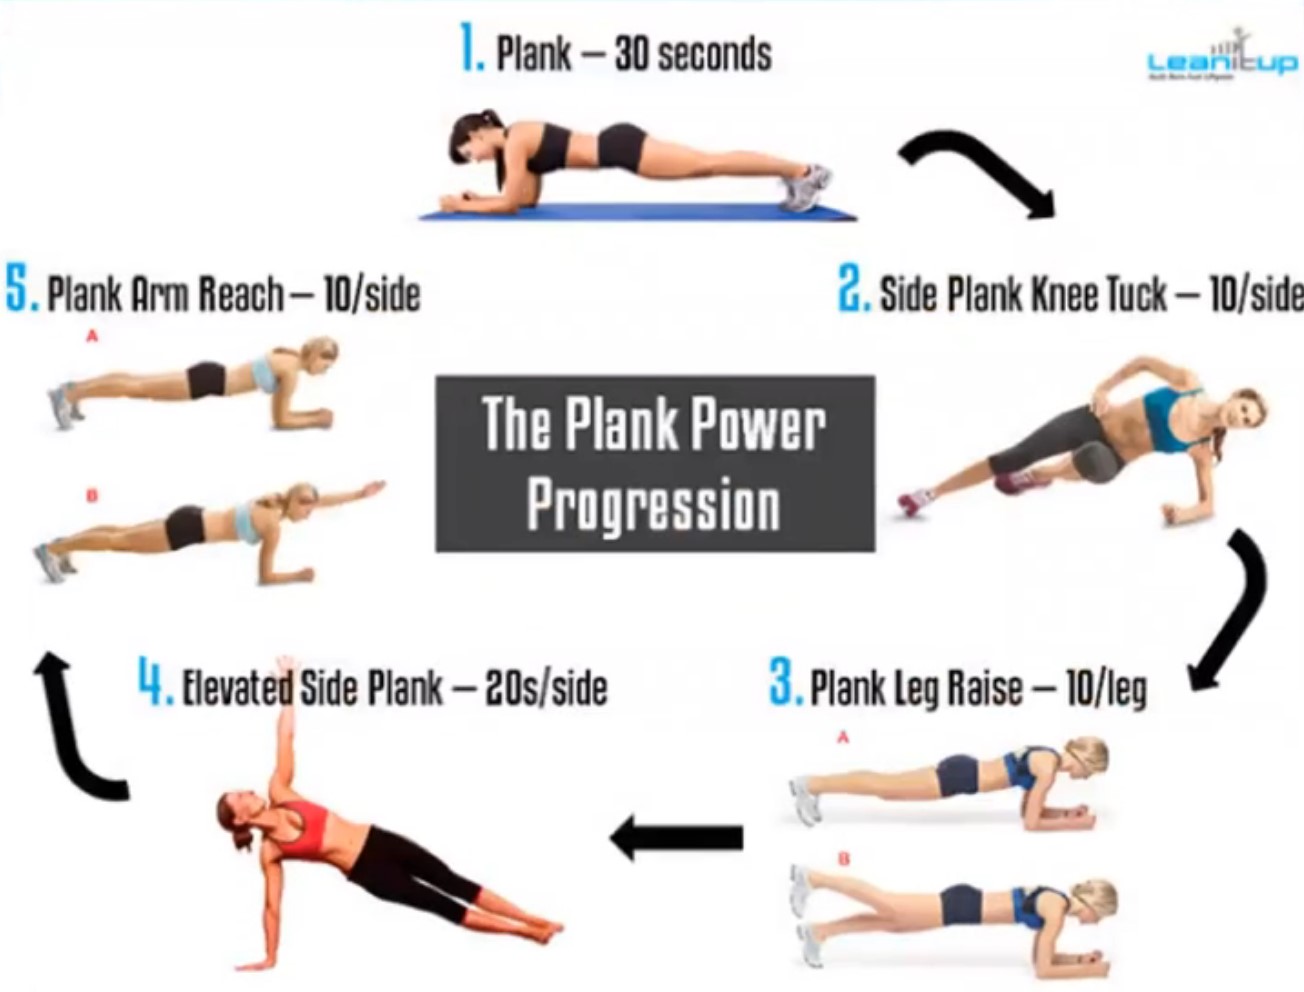 1. Plank – 30 seconds
Leanitup
2. Side Plank Knee Tuck – 10/side
3. Plank Leg Raise – 10/leg
A
B
4. Elevated Side Plank – 20s/side
5. Plank Arm Reach – 10/side
A
B
The Plank Power
Progression